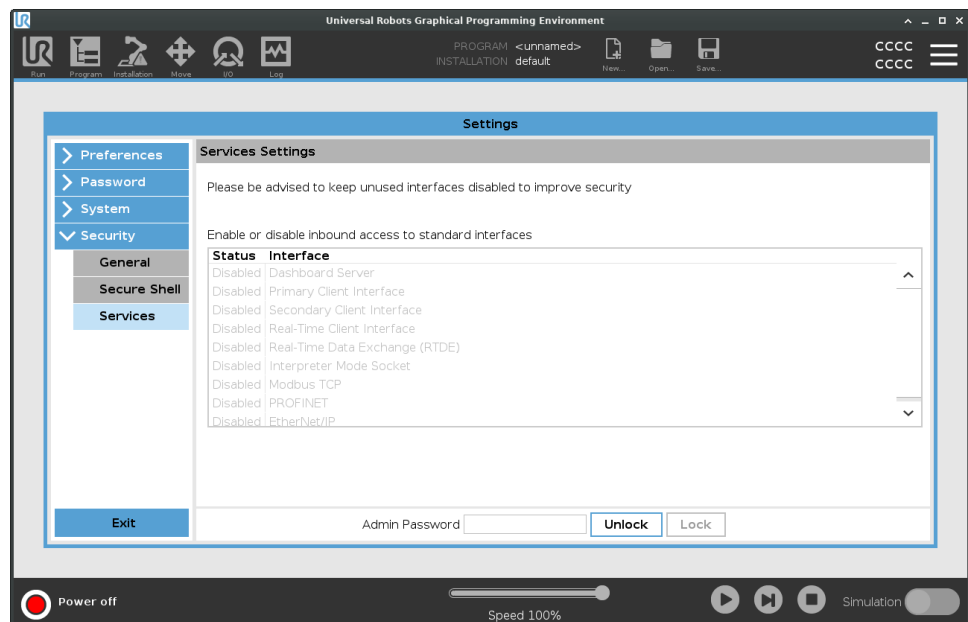 Universal Robots Graphical Programming Environment
UR
Run
Program
Installation
Move
I/O
Log
PROGRAM <unnamed>
INSTALLATION default
New...
Open...
Save...
CCCC
CCCC
Settings
Preferences
Password
System
Security
General
Secure Shell
Services
Exit
Services Settings
Please be advised to keep unused interfaces disabled to improve security
Enable or disable inbound access to standard interfaces
Status Interface
Disabled Dashboard Server
Disabled Primary Client Interface
Disabled Secondary Client Interface
Disabled Real-Time Client Interface
Disabled Real-Time Data Exchange (RTDE)
Disabled Interpreter Mode Socket
Disabled Modbus TCP
Disabled PROFINET
Disabled EtherNet/IP
Admin Password Unlock Lock
Power off
Speed 100%
Simulation